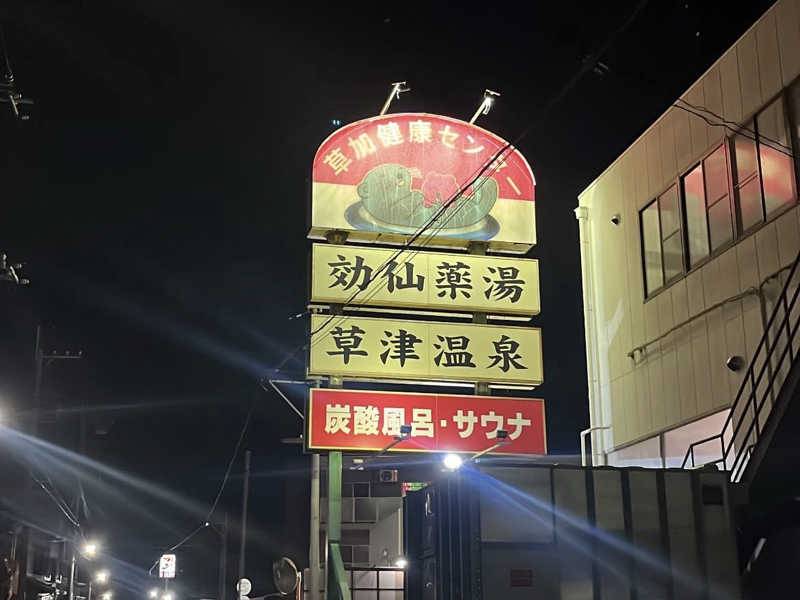 草加健康センター
効仙薬湯
草津温泉
炭酸風呂・サウナ